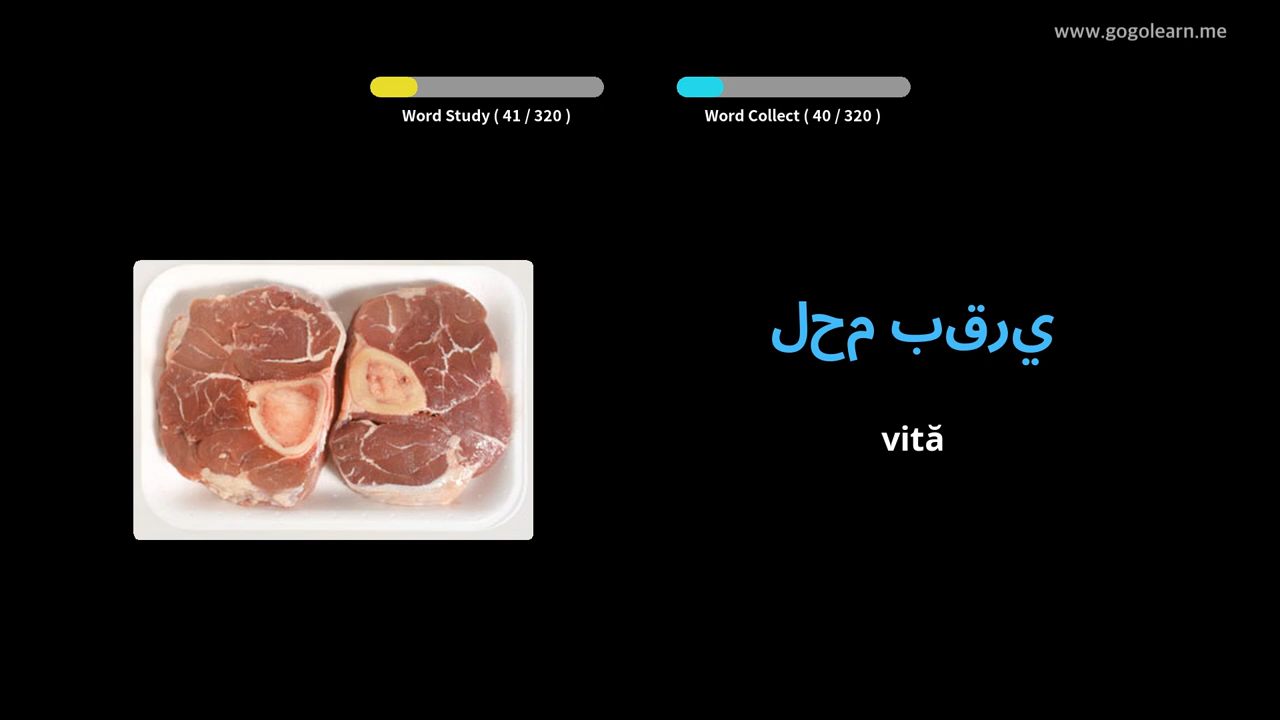 www.gogolearn.me
Word Study ( 41 / 320 )
Word Collect ( 40 / 320 )
لحم بقري
vită